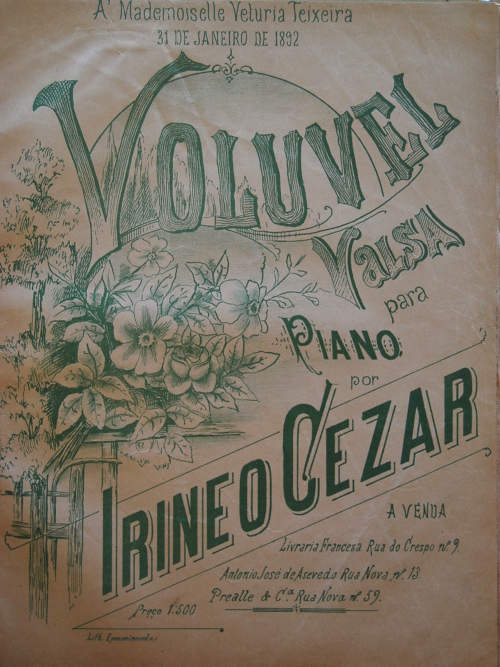 A' Mademoiselle Veturia Teixeira
31 DE JANEIRO DE 1892
VOLUVEL
VALSA
para
PIANO
por
IRINEO CEZAR
A VENDA
Livraria Francesa Rua do Crespo nº. 9.
Antonio José de Asevedo Rua Nova, nº. 13.
Prealle & Cª. Rua Nova nº 59.
Preço 1:500
Lith.